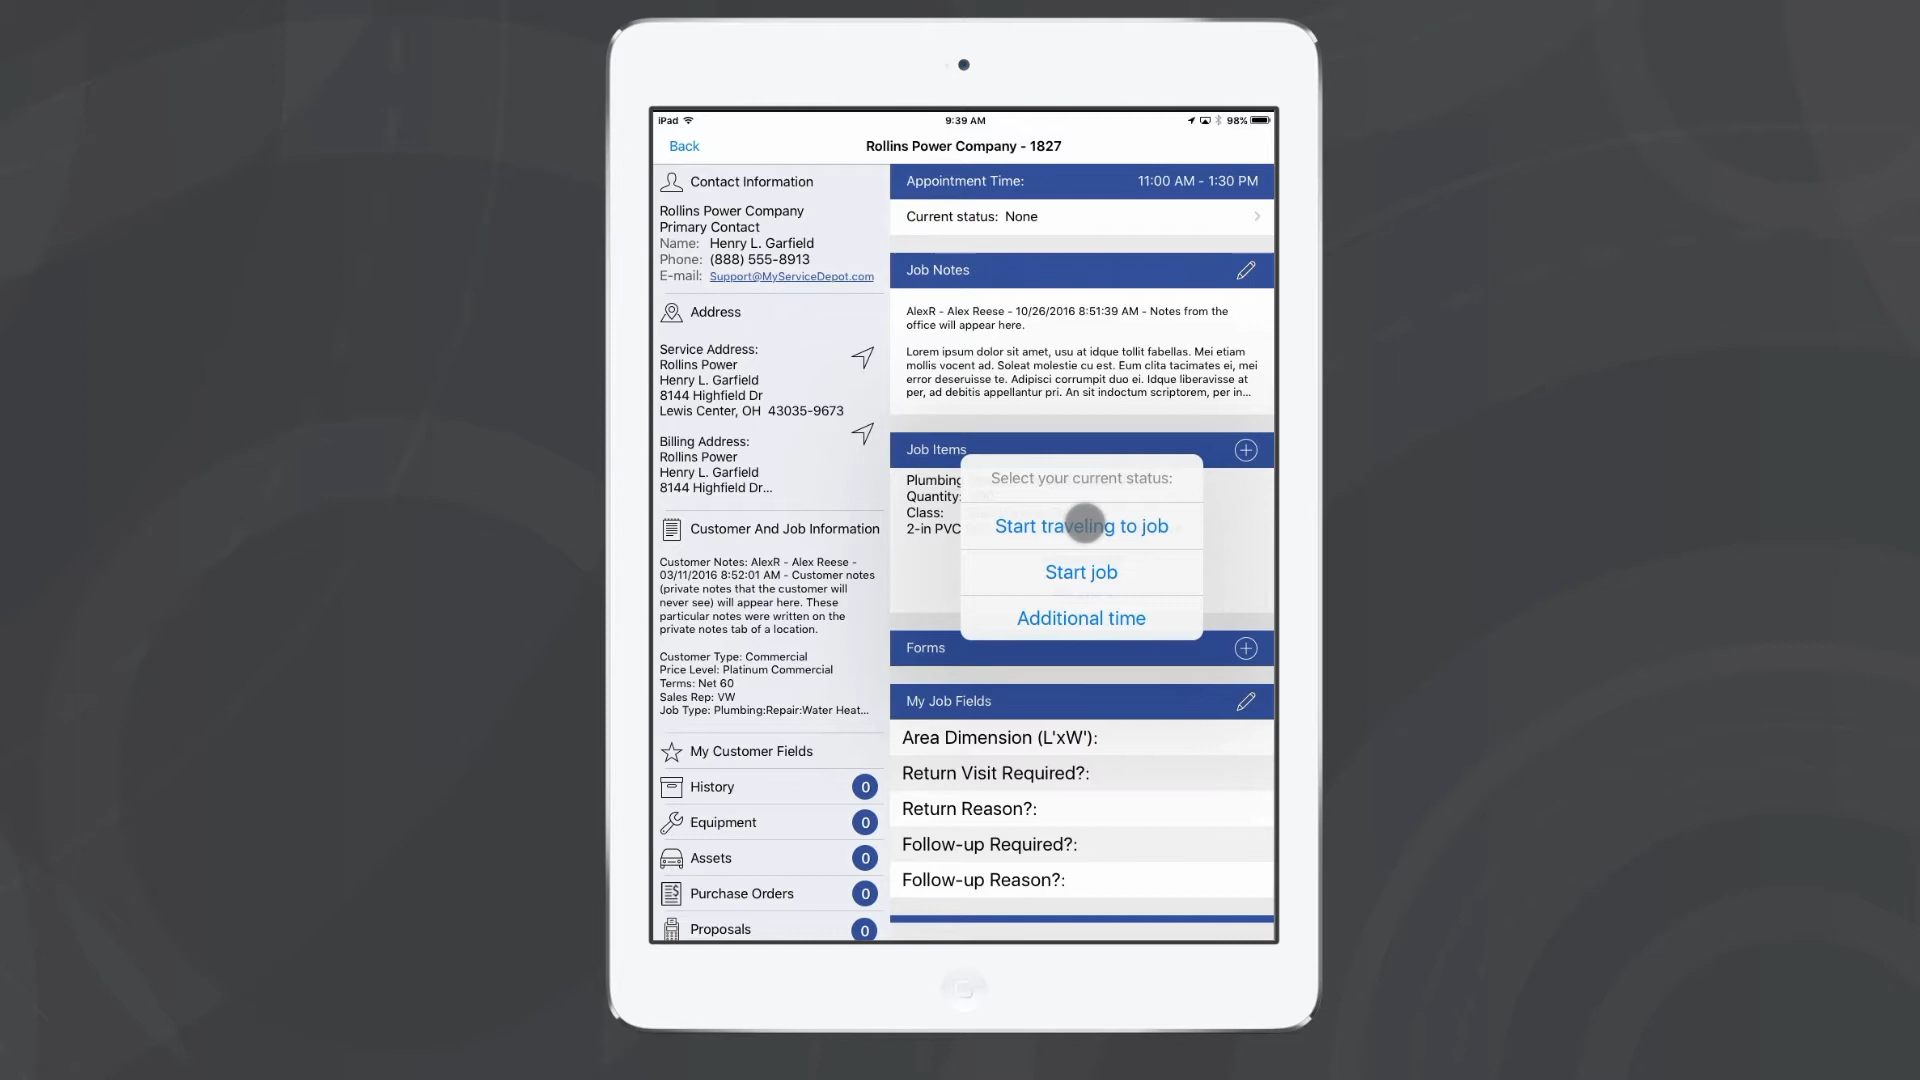 iPad
9:39 AM
98%
Back
Rollins Power Company - 1827
Contact Information
Rollins Power Company
Primary Contact
Name: Henry L. Garfield
Phone: (888) 555-8913
E-mail: Support@MyServiceDepot.com
Address
Service Address:
Rollins Power
Henry L. Garfield
8144 Highfield Dr
Lewis Center, OH 43035-9673
Billing Address:
Rollins Power
Henry L. Garfield
8144 Highfield Dr...
Customer And Job Information
Customer Notes: AlexR - Alex Reese -
03/11/2016 8:52:01 AM - Customer notes
(private notes that the customer will
never see) will appear here. These
particular notes were written on the
private notes tab of a location.
Customer Type: Commercial
Price Level: Platinum Commercial
Terms: Net 60
Sales Rep: VW
Job Type: Plumbing:Repair:Water Heat...
My Customer Fields
History 0
Equipment 0
Assets 0
Purchase Orders 0
Proposals 0
Appointment Time: 11:00 AM - 1:30 PM
Current status: None
Job Notes
AlexR - Alex Reese - 10/26/2016 8:51:39 AM - Notes from the
office will appear here.
Lorem ipsum dolor sit amet, usu at idque tollit fabellas. Mei etiam
mollis vocent ad. Soleat molestie cu est. Eum clita tacimates ei, mei
error deseruisse te. Adipisci corrumpit duo ei. Idque liberavisse at
per, ad debitis appellantur pri. An sit indoctum scriptorem, per in...
Job Items
Plumbing
Quantity:
Class:
2-in PVC
Select your current status:
Start traveling to job
Start job
Additional time
Forms
My Job Fields
Area Dimension (L'xW'):
Return Visit Required?:
Return Reason?:
Follow-up Required?:
Follow-up Reason?: